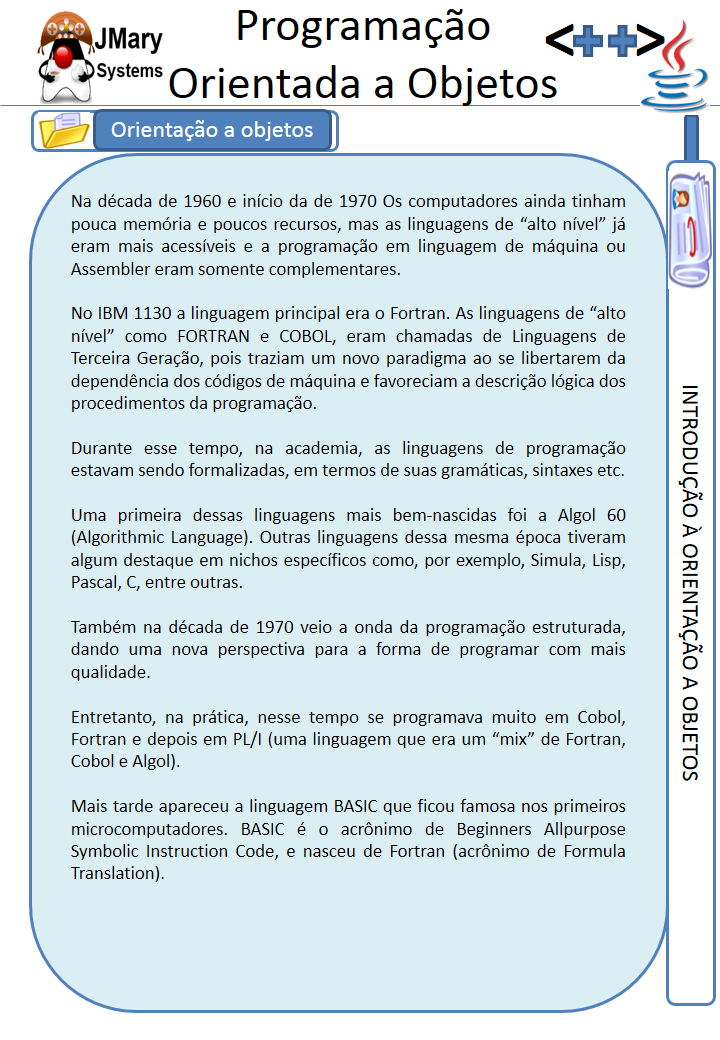 JMary
Systems
Programação
Orientada a Objetos
<++>
Orientação a objetos
Na década de 1960 e início da de 1970 Os computadores ainda tinham
pouca memória e poucos recursos, mas as linguagens de “alto nível” já
eram mais acessíveis e a programação em linguagem de máquina ou
Assembler eram somente complementares.
No IBM 1130 a linguagem principal era o Fortran. As linguagens de “alto
nível” como FORTRAN e COBOL, eram chamadas de Linguagens de
Terceira Geração, pois traziam um novo paradigma ao se libertarem da
dependência dos códigos de máquina e favoreciam a descrição lógica dos
procedimentos da programação.
Durante esse tempo, na academia, as linguagens de programação
estavam sendo formalizadas, em termos de suas gramáticas, sintaxes etc.
Uma primeira dessas linguagens mais bem-nascidas foi a Algol 60
(Algorithmic Language). Outras linguagens dessa mesma época tiveram
algum destaque em nichos específicos como, por exemplo, Simula, Lisp,
Pascal, C, entre outras.
Também na década de 1970 veio a onda da programação estruturada,
dando uma nova perspectiva para a forma de programar com mais
qualidade.
Entretanto, na prática, nesse tempo se programava muito em Cobol,
Fortran e depois em PL/I (uma linguagem que era um “mix” de Fortran,
Cobol e Algol).
Mais tarde apareceu a linguagem BASIC que ficou famosa nos primeiros
microcomputadores. BASIC é o acrônimo de Beginners Allpurpose
Symbolic Instruction Code, e nasceu de Fortran (acrônimo de Formula
Translation).
INTRODUÇÃO À ORIENTAÇÃO A OBJETOS